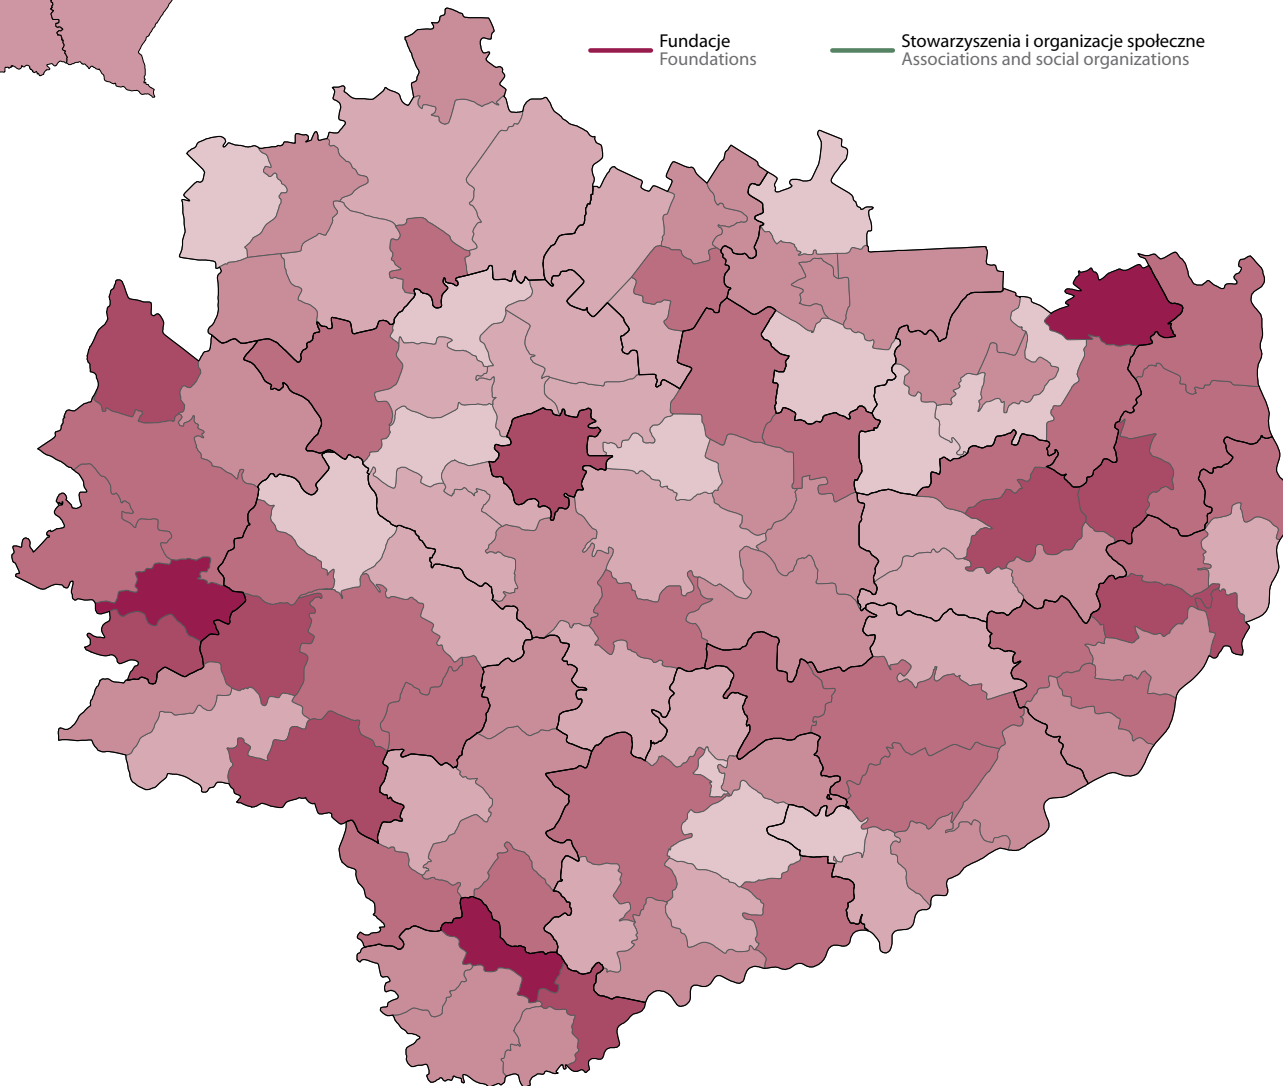 Fundacje
Foundations
Stowarzyszenia i organizacje społeczne
Associations and social organizations